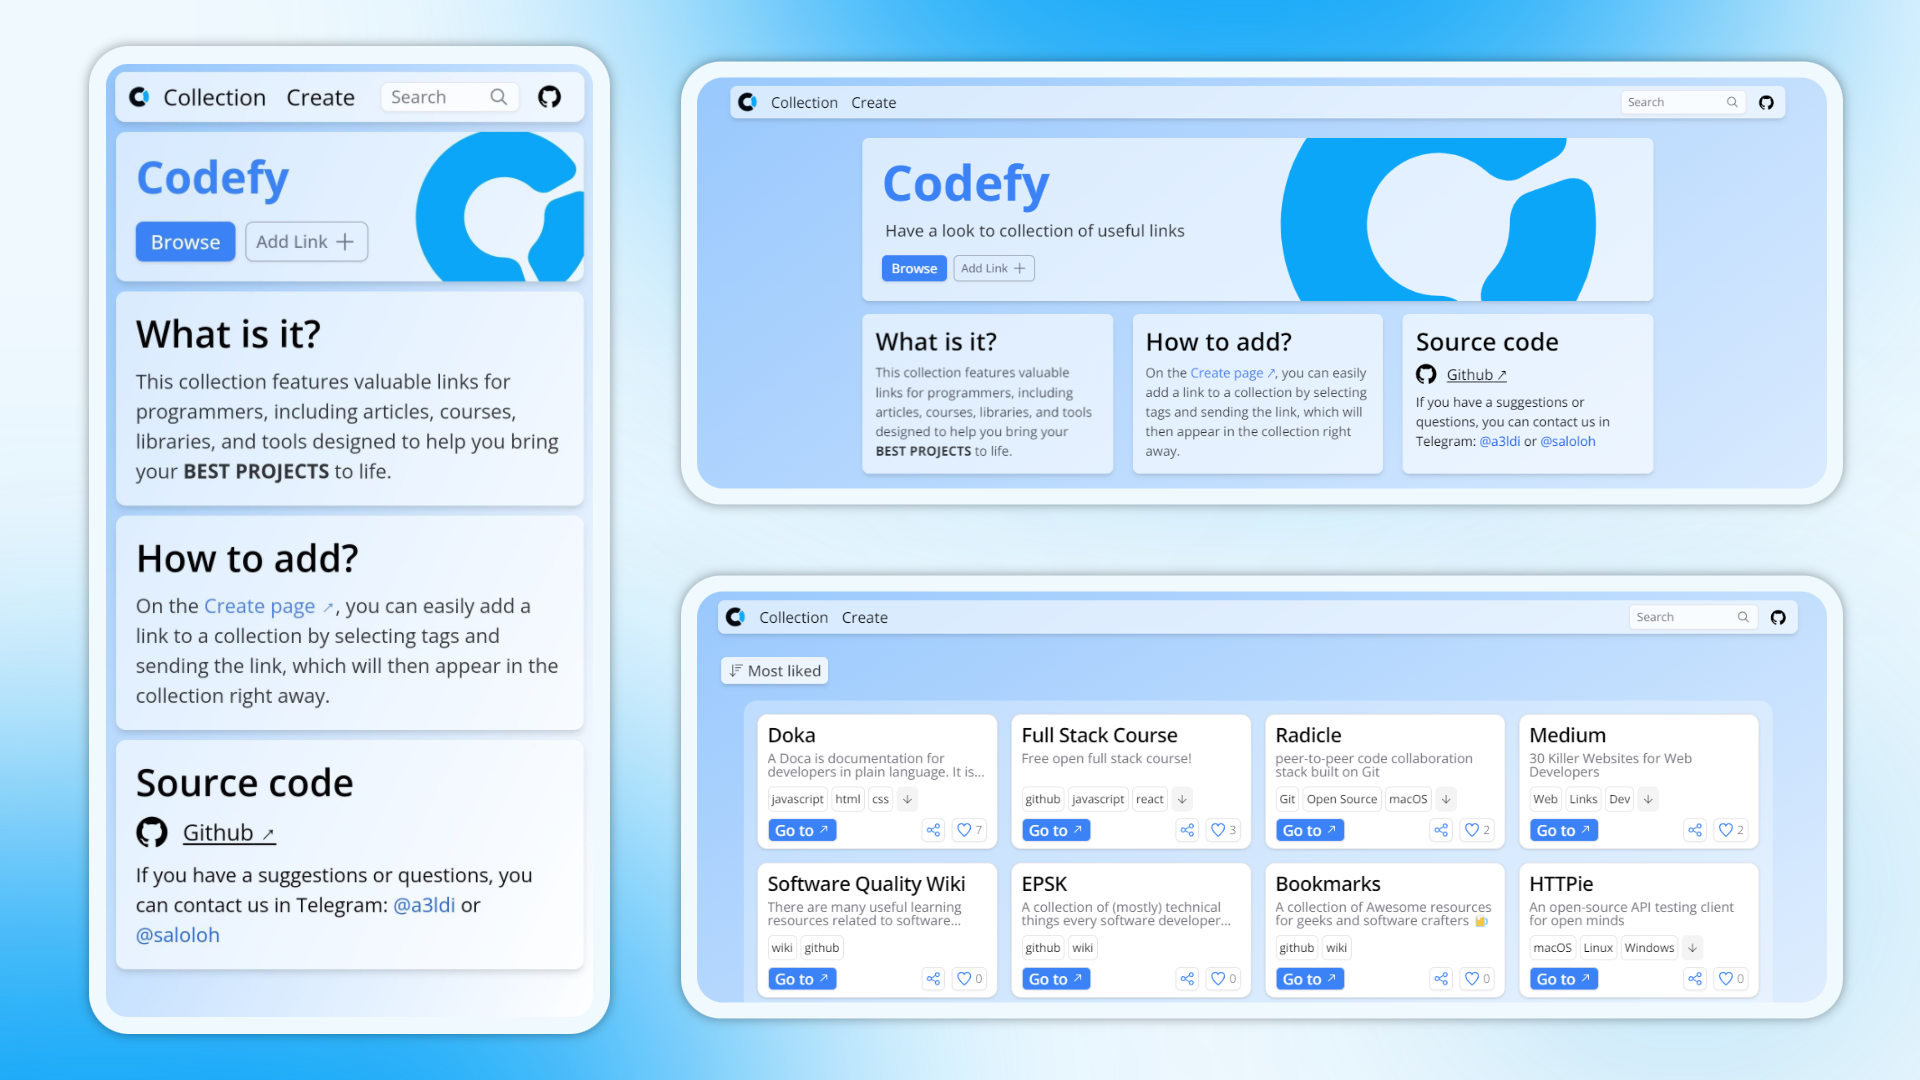 Collection Create Search
Codefy
Browse Add Link
What is it?
This collection features valuable links for
programmers, including articles, courses,
libraries, and tools designed to help you bring
your BEST PROJECTS to life.
How to add?
On the Create page ↗, you can easily add a
link to a collection by selecting tags and
sending the link, which will then appear in the
collection right away.
Source code
Github ↗
If you have a suggestions or questions, you
can contact us in Telegram: @a3ldi or
@saloloh
Collection Create Search
Codefy
Have a look to collection of useful links
Browse Add Link
What is it?
This collection features valuable
links for programmers, including
articles, courses, libraries, and tools
designed to help you bring your
BEST PROJECTS to life.
How to add?
On the Create page ↗, you can easily
add a link to a collection by selecting
tags and sending the link, which will
then appear in the collection right
away.
Source code
Github ↗
If you have a suggestions or
questions, you can contact us in
Telegram: @a3ldi or @saloloh
Collection Create Search
Most liked
Doka
A Doca is documentation for
developers in plain language. It is...
javascript html css ↓
Go to ↗ 7
Full Stack Course
Free open full stack course!
github javascript react ↓
Go to ↗ 3
Radicle
peer-to-peer code collaboration
stack built on Git
Git Open Source macOS ↓
Go to ↗ 2
Medium
30 Killer Websites for Web
Developers
Web Links Dev ↓
Go to ↗ 2
Software Quality Wiki
There are many useful learning
resources related to software...
wiki github
Go to ↗ 0
EPSK
A collection of (mostly) technical
things every software developer...
github wiki
Go to ↗ 0
Bookmarks
A collection of Awesome resources
for geeks and software crafters 🍻
github wiki
Go to ↗ 0
HTTPie
An open-source API testing client
for open minds
macOS Linux Windows ↓
Go to ↗ 0